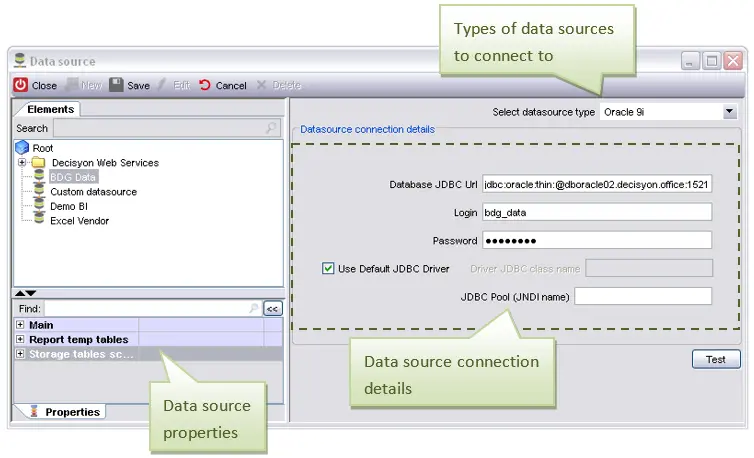 Types of data sources
to connect to
Data source
Close New Save Edit Cancel Delete
Elements
Select datasource type Oracle 9i
Search
Datasource connection details
Root
Decisyon Web Services
BDG Data
Custom datasource
Demo BI
Excel Vendor
Database JDBC Url jdbc:oracle:thin:@dboracle02.decisyon.office:1521
Login bdg_data
Password ●●●●●●●●
Use Default JDBC Driver Driver JDBC class name
JDBC Pool (JNDI name)
Find: <<
Main
Report temp tables
Storage tables sc...
Test
Data source connection
details
Data source
properties
Properties